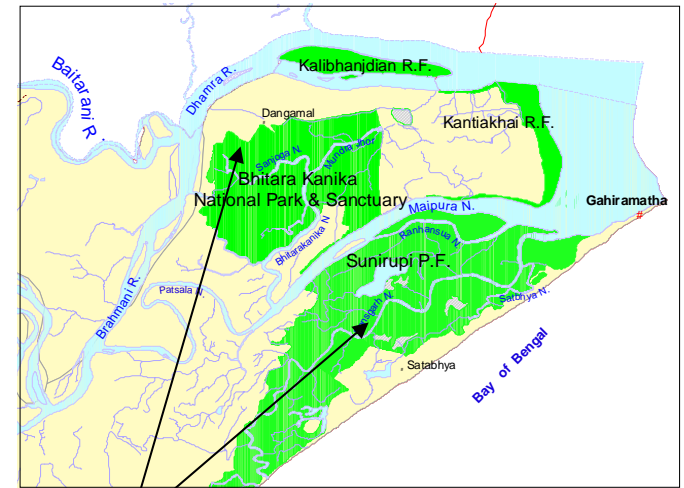 Kalibhanjdian R.F.
Baitarani R.
Dhamra R.
Dangamal
Kantiakhai R.F.
Sanjoga N.
Mundta Jhor
Bhitara Kanika
National Park & Sanctuary
Gahiramatha
#
Maipura N.
Ranhansua N.
Bhitarakanika N
Sunirupi P.F.
Brahmani R.
Patsala N.
Satbhya N.
Satabhya
Bay of Bengal